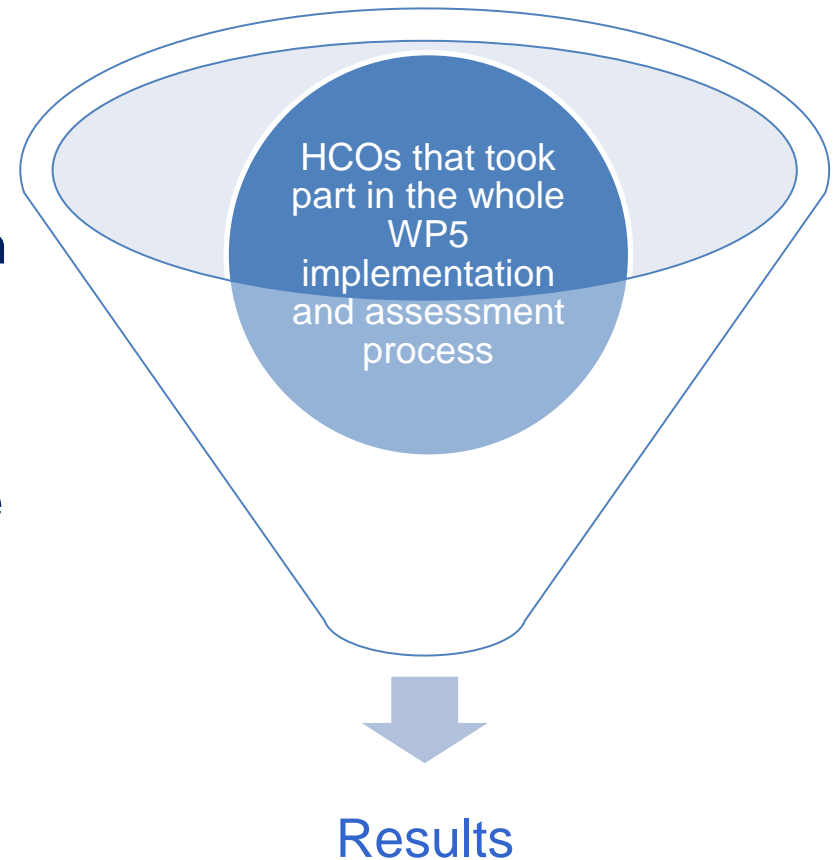 HCOs that took
part in the whole
WP5
implementation
and assessment
process
Results